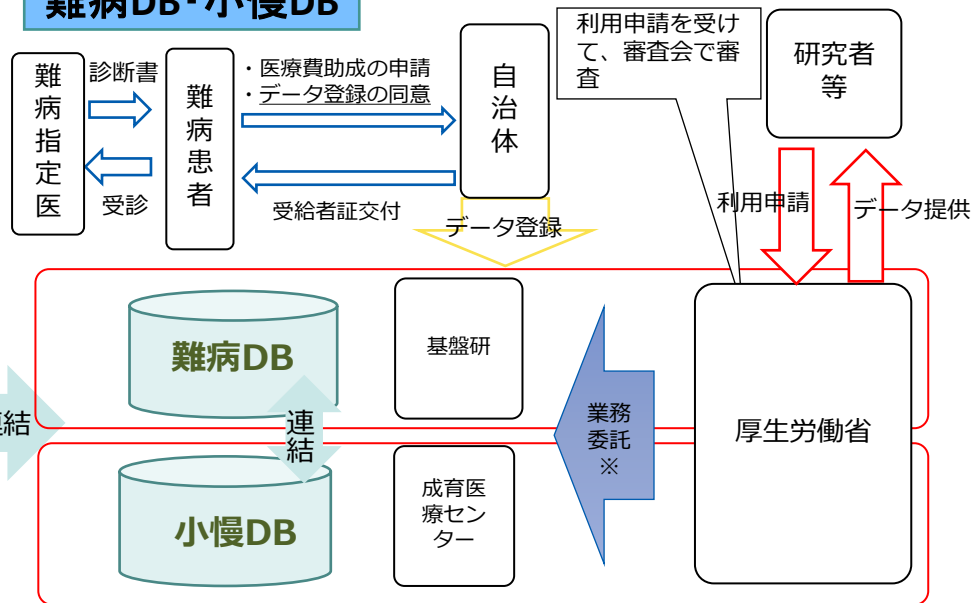 難病DB・小慢DB
難病指定医
診断書
受診
難病患者
・医療費助成の申請
・データ登録の同意
受給者証交付
自治体
データ登録
利用申請を受け
て、審査会で審
査
研究者
等
利用申請
データ提供
難病DB
基盤研
連結
連結
小慢DB
成育医
療セン
ター
業務
委託
※
厚生労働省